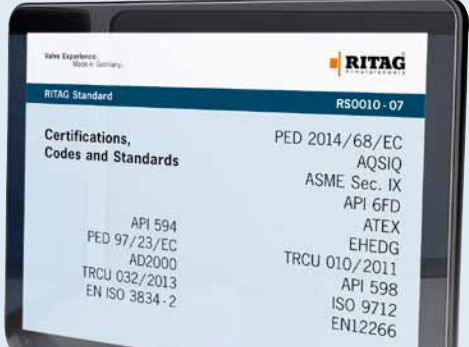 Valve Experience.
Made in Germany.
RITAG
RITAG Standard
RS0010 - 07
Certifications,
Codes and Standards
API 594
PED 97/23/EC
AD2000
TRCU 032/2013
EN ISO 3834-2
PED 2014/68/EC
AQSIQ
ASME Sec. IX
API 6FD
ATEX
EHEDG
TRCU 010/2011
API 598
ISO 9712
EN12266